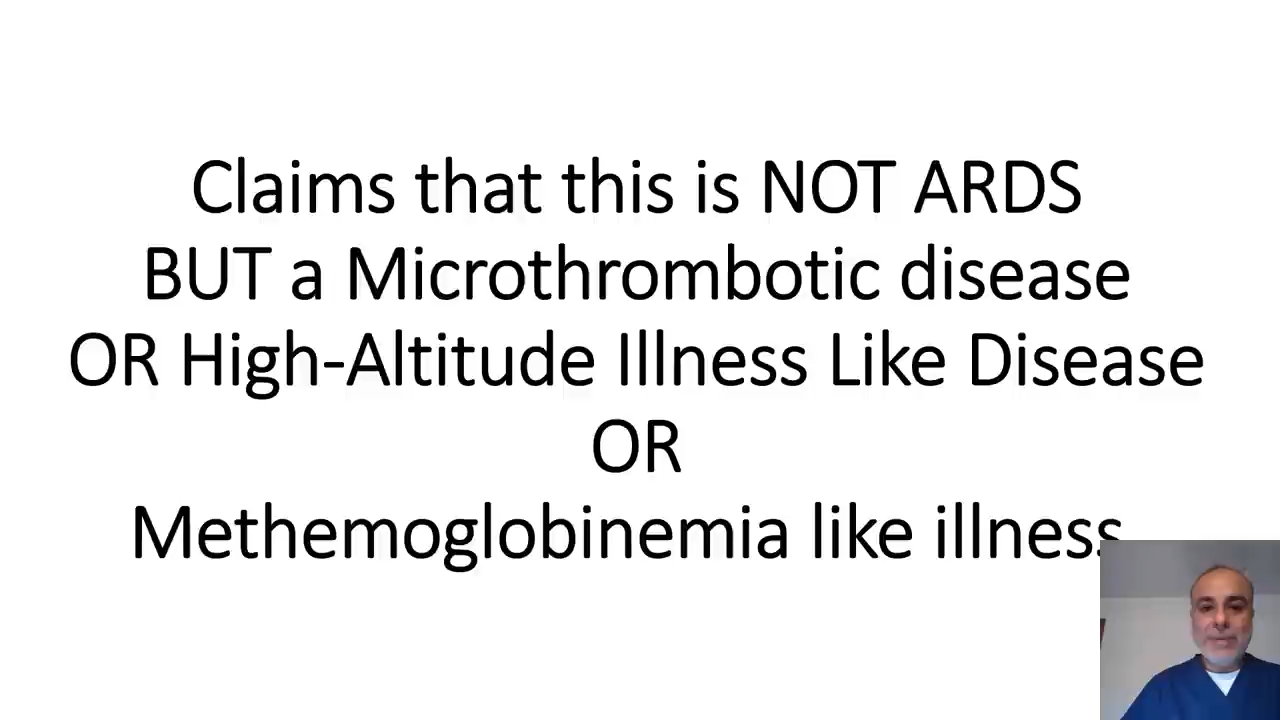 Claims that this is NOT ARDS
BUT a Microthrombotic disease
OR High-Altitude Illness Like Disease
OR
Methemoglobinemia like illness